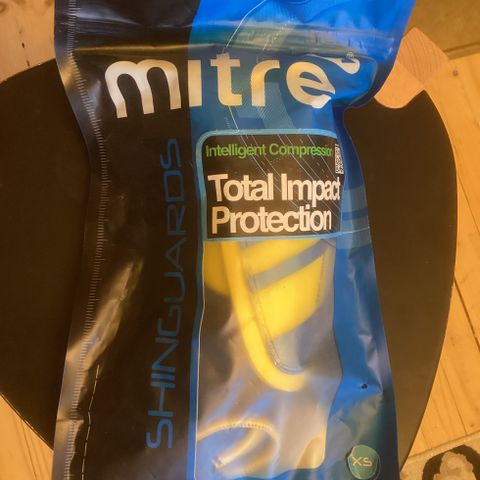 mitre
Intelligent Compression
Total Impact
Protection
SHINGUARDS
XS